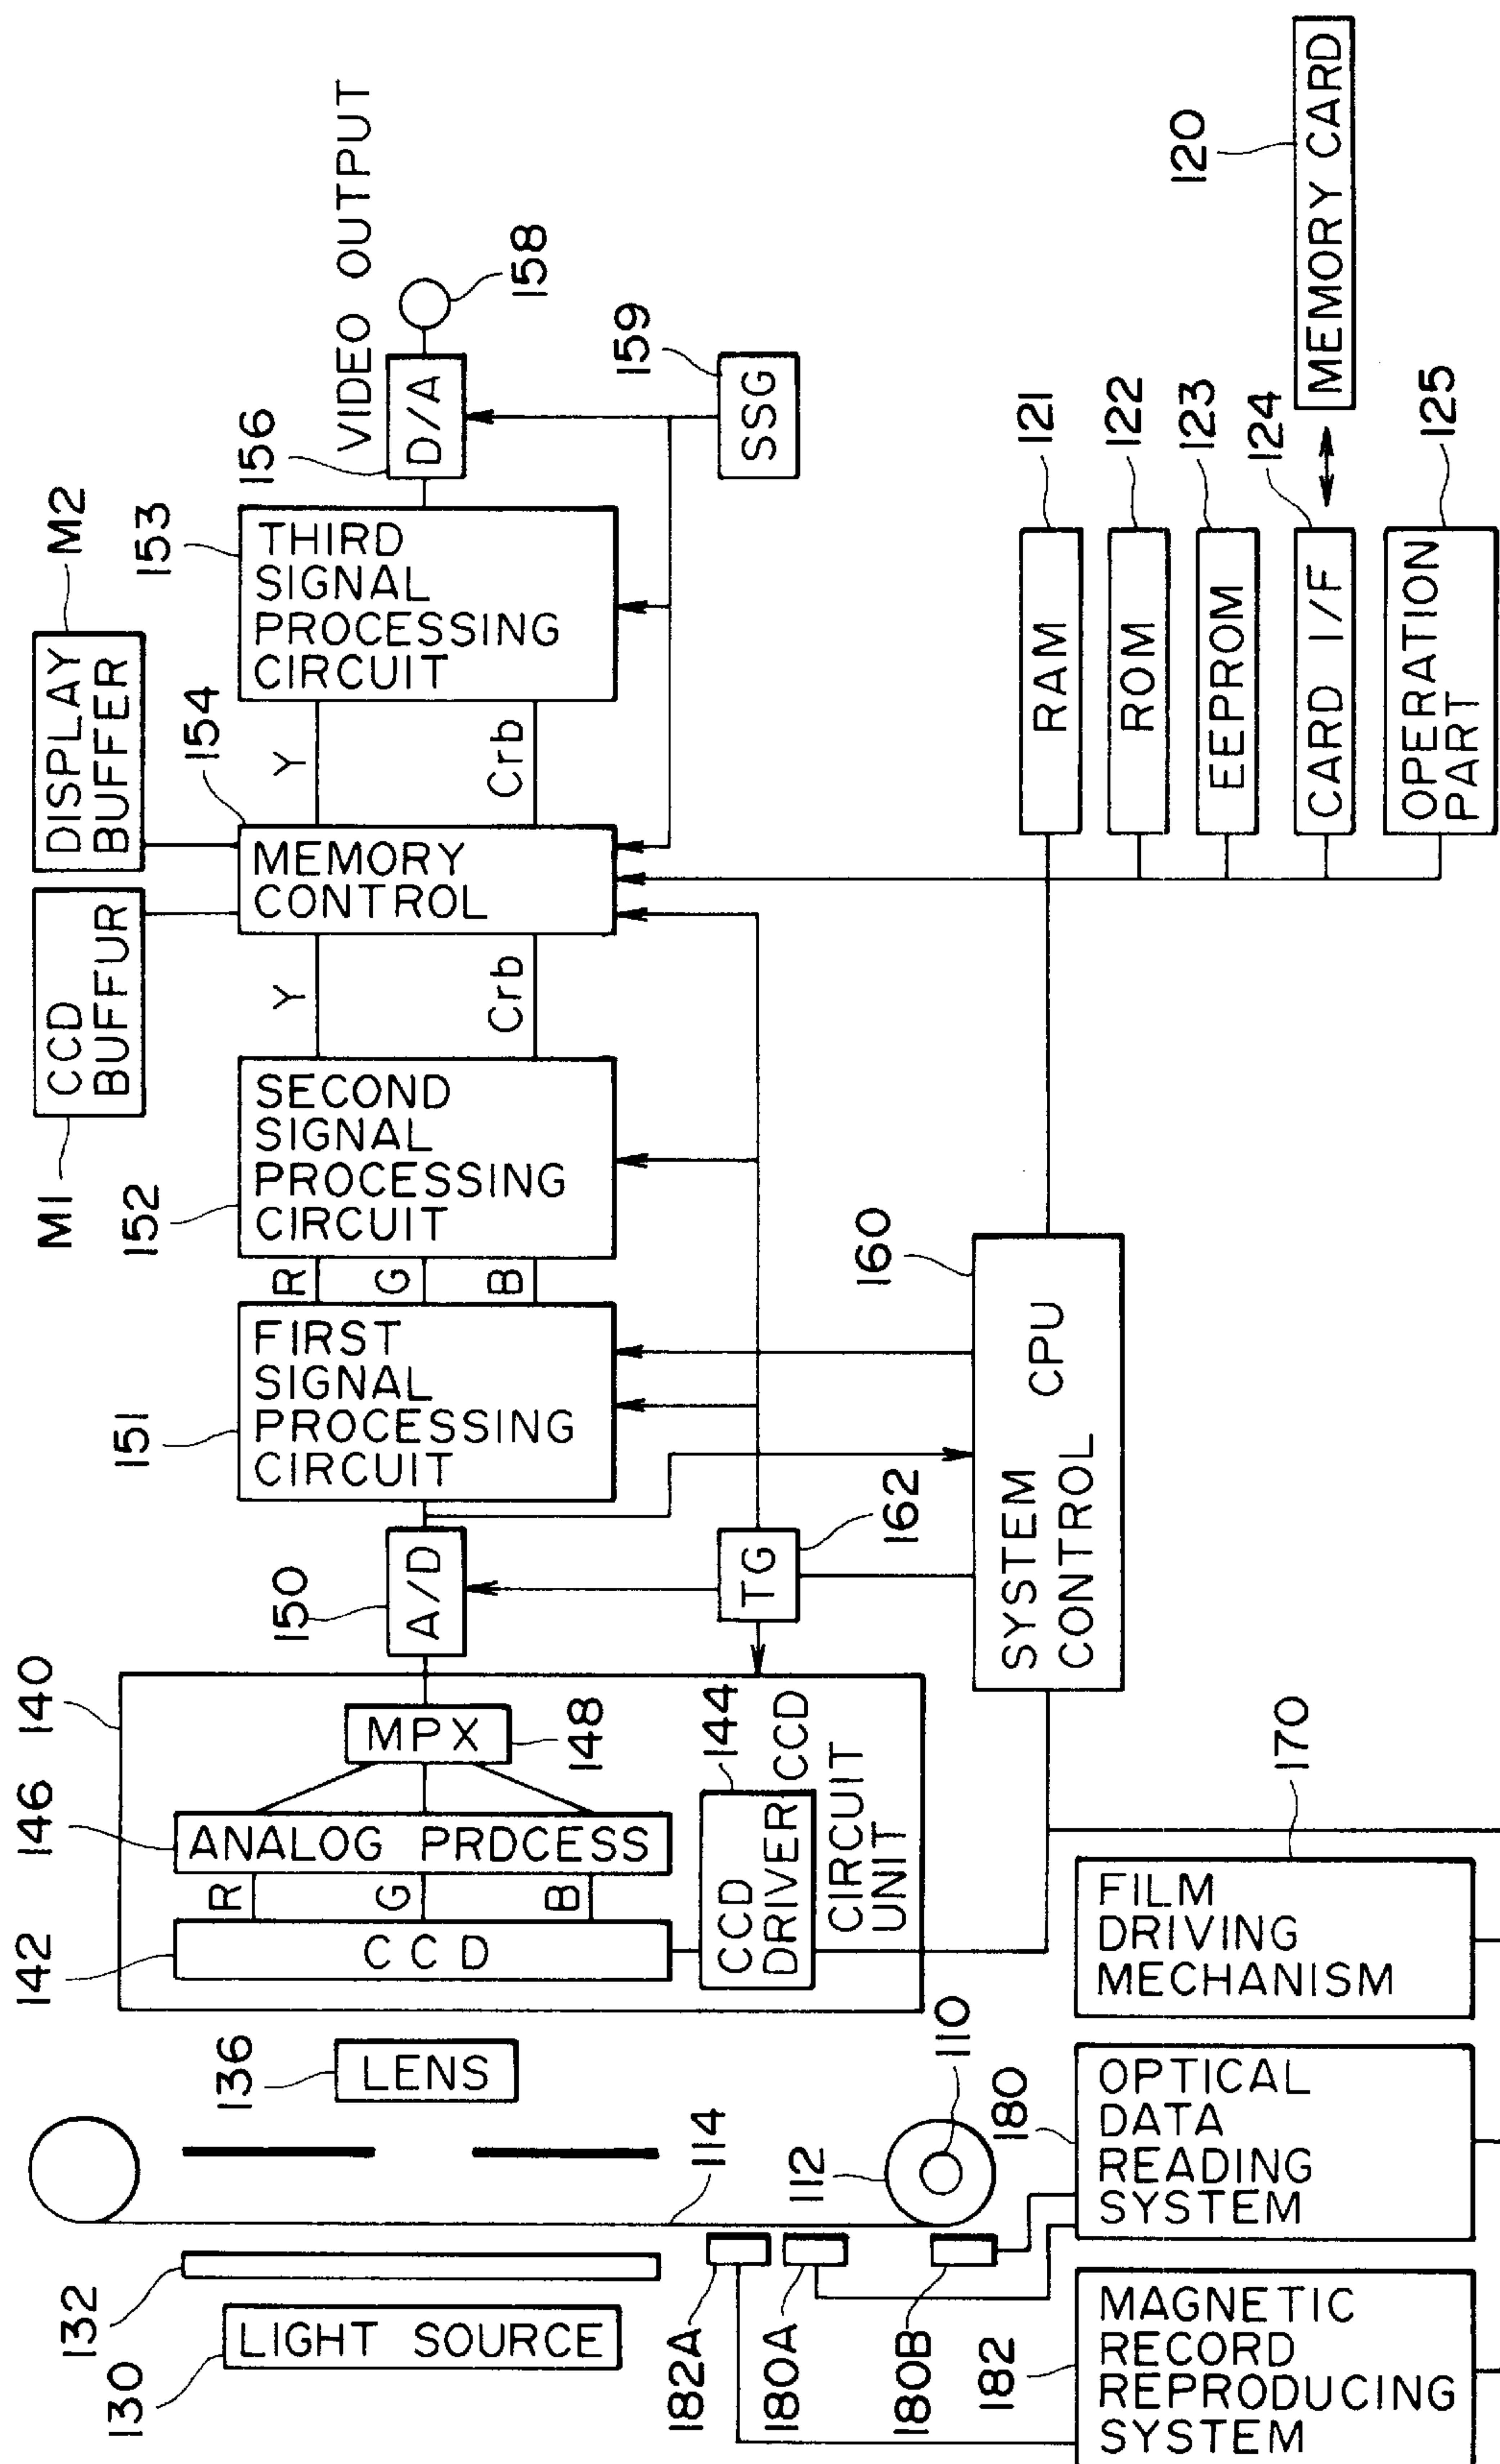 VIDEO OUTPUT
M1
CCD
BUFFUR
DISPLAY
BUFFER
M2
140
142
CCD
R
G
B
146
ANALOG PRDCESS
MPX
148
CCD
DRIVER
144
CCD
CIRCUIT
UNIT
150
A/D
151
FIRST
SIGNAL
PROCESSING
CIRCUIT
R
G
B
152
SECOND
SIGNAL
PROCESSING
CIRCUIT
Y
Crb
154
MEMORY
CONTROL
Y
Crb
153
THIRD
SIGNAL
PROCESSING
CIRCUIT
156
D/A
158
159
SSG
TG
162
130
LIGHT SOURCE
132
136
LENS
114
112
110
182A
180A
180B
160
SYSTEM CPU
CONTROL
RAM
121
ROM
122
EEPROM
123
CARD I/F
124
OPERATION
PART
125
120
MEMORY CARD
182
MAGNETIC
RECORD
REPRODUCING
SYSTEM
180
OPTICAL
DATA
READING
SYSTEM
FILM
DRIVING
MECHANISM
170